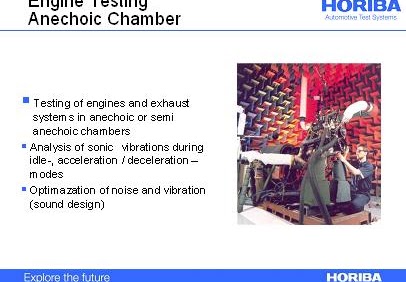 Engine Testing
Anechoic Chamber
HORIBA
Automotive Test Systems
Testing of engines and exhaust
systems in anechoic or semi
anechoic chambers
Analysis of sonic vibrations during
idle-, acceleration / deceleration –
modes
Optimazation of noise and vibration
(sound design)
Explore the future
HORIBA